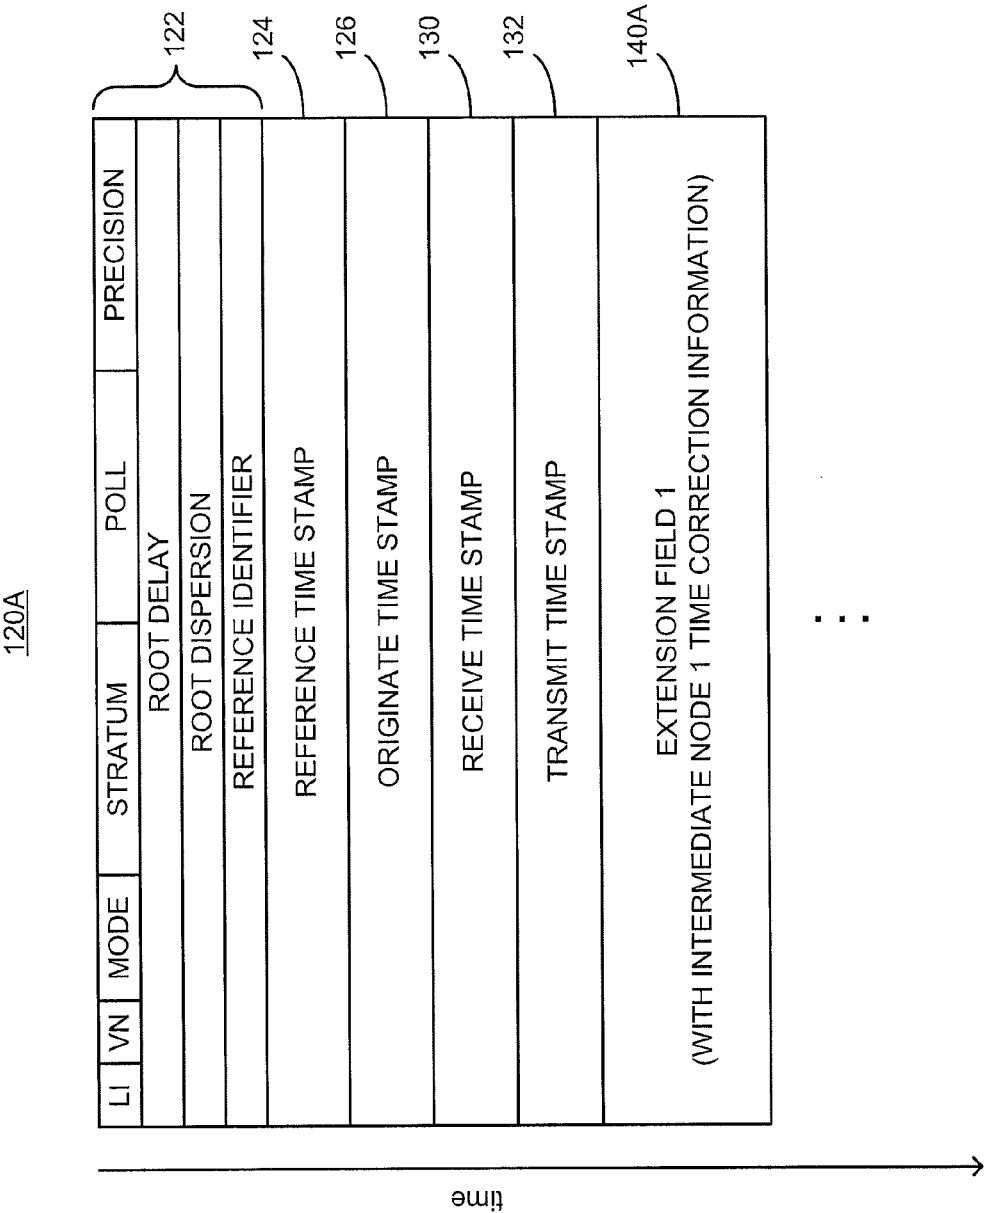 120A
LI VN MODE STRATUM POLL PRECISION
ROOT DELAY
ROOT DISPERSION
REFERENCE IDENTIFIER
122
REFERENCE TIME STAMP
124
ORIGINATE TIME STAMP
126
RECEIVE TIME STAMP
130
TRANSMIT TIME STAMP
132
EXTENSION FIELD 1
(WITH INTERMEDIATE NODE 1 TIME CORRECTION INFORMATION)
140A
. . .
time